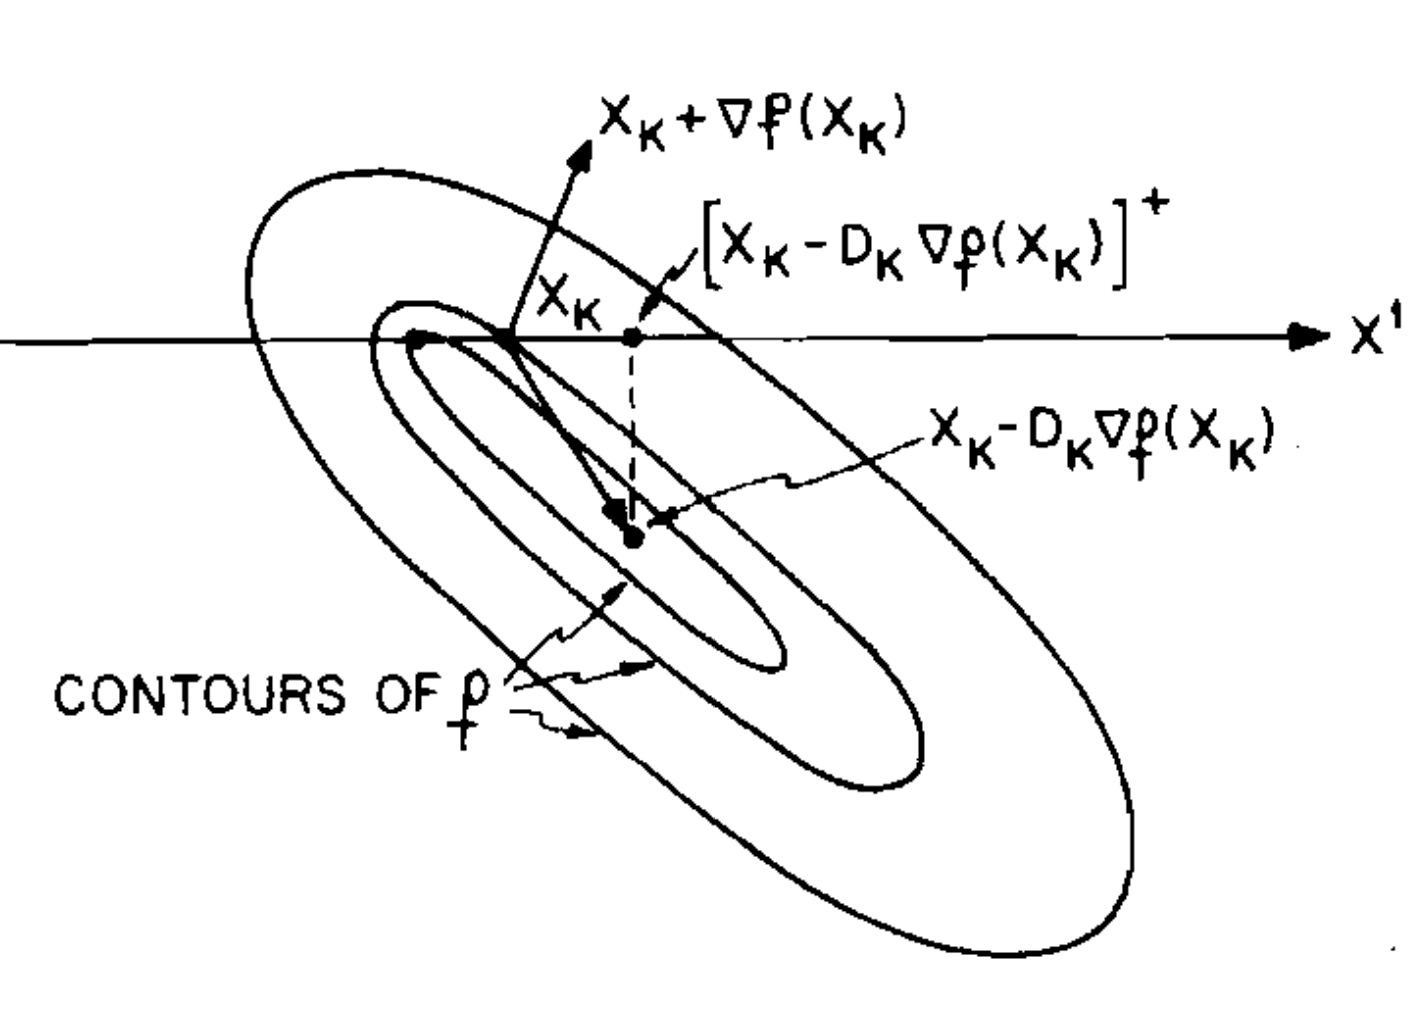 X_K + ∇f(X_K)
[X_K - D_K ∇f(X_K)]^+
X_K
X^1
X_K - D_K ∇f(X_K)
CONTOURS OF f